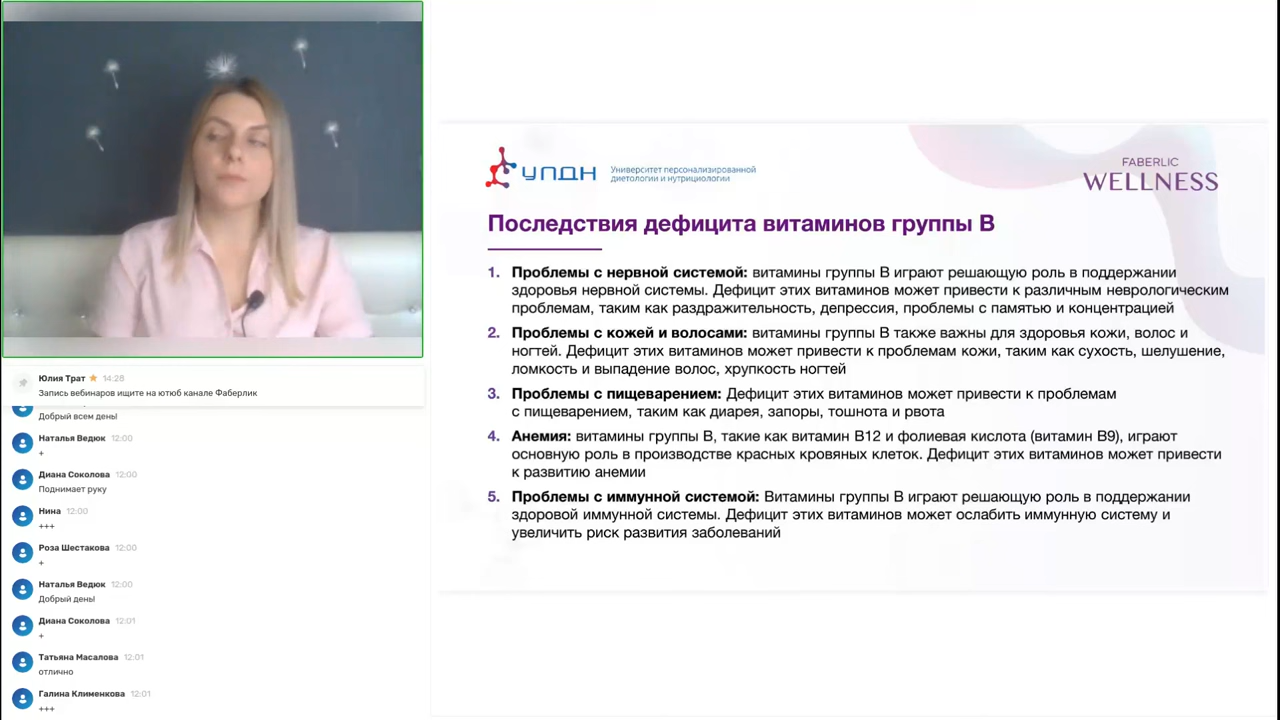 Юлия Трат 14:28
Запись вебинаров ищите на ютюб канале Фаберлик
Добрый всем день!
Наталья Ведюк 12:00
+
Диана Соколова 12:00
Поднимает руку
Нина 12:00
+++
Роза Шестакова 12:00
+
Наталья Ведюк 12:00
Добрый день!
Диана Соколова 12:01
+
Татьяна Масалова 12:01
отлично
Галина Клименкова 12:01
+++
УПДН
Университет персонализированной
диетологии и нутрициологии
FABERLIC
WELLNESS
Последствия дефицита витаминов группы В
1. Проблемы с нервной системой: витамины группы В играют решающую роль в поддержании
здоровья нервной системы. Дефицит этих витаминов может привести к различным неврологическим
проблемам, таким как раздражительность, депрессия, проблемы с памятью и концентрацией
2. Проблемы с кожей и волосами: витамины группы В также важны для здоровья кожи, волос и
ногтей. Дефицит этих витаминов может привести к проблемам кожи, таким как сухость, шелушение,
ломкость и выпадение волос, хрупкость ногтей
3. Проблемы с пищеварением: Дефицит этих витаминов может привести к проблемам
с пищеварением, таким как диарея, запоры, тошнота и рвота
4. Анемия: витамины группы В, такие как витамин В12 и фолиевая кислота (витамин В9), играют
основную роль в производстве красных кровяных клеток. Дефицит этих витаминов может привести
к развитию анемии
5. Проблемы с иммунной системой: Витамины группы В играют решающую роль в поддержании
здоровой иммунной системы. Дефицит этих витаминов может ослабить иммунную систему и
увеличить риск развития заболеваний